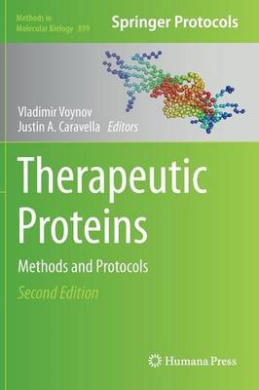 Methods in
Molecular Biology 899
Springer Protocols
Vladimir Voynov
Justin A. Caravella Editors
Therapeutic
Proteins
Methods and Protocols
Second Edition
Humana Press